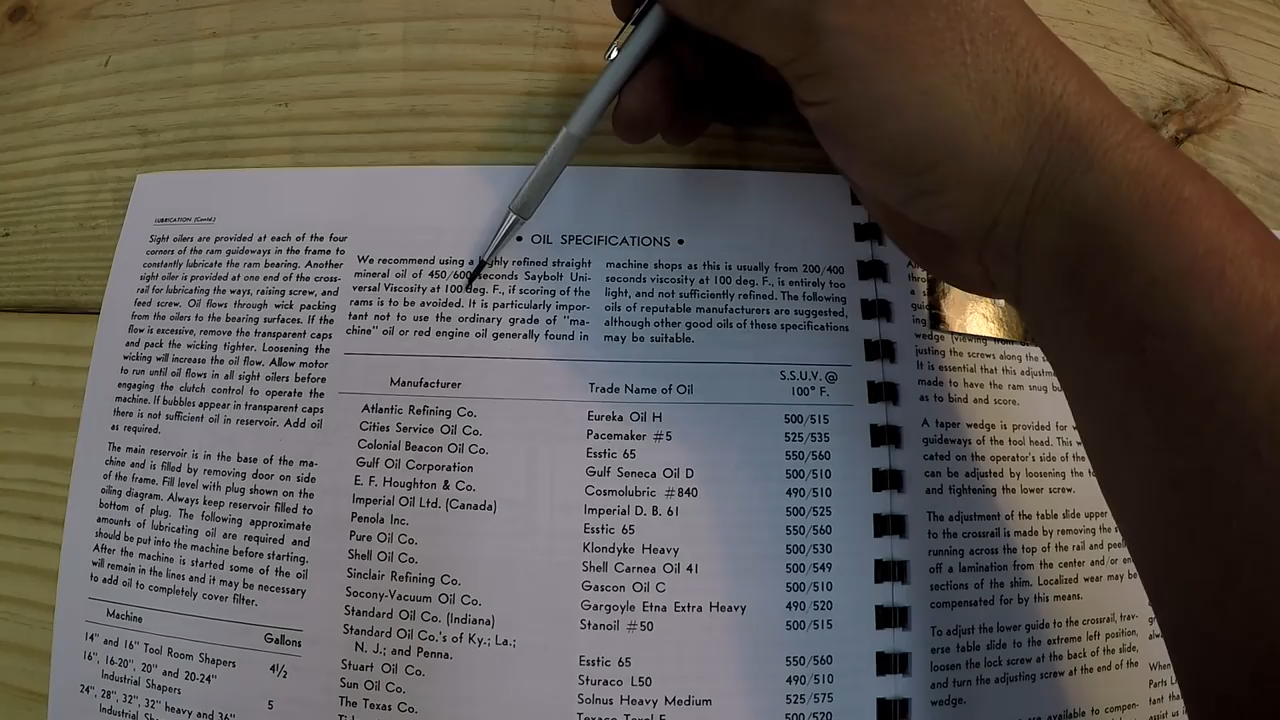 LUBRICATION (Contd.)
Sight oilers are provided at each of the four
corners of the ram guideways in the frame to
constantly lubricate the ram bearing. Another
sight oiler is provided at one end of the cross-
rail for lubricating the ways, raising screw, and
feed screw. Oil flows through wick packing
from the oilers to the bearing surfaces. If the
flow is excessive, remove the transparent caps
and pack the wicking tighter. Loosening the
wicking will increase the oil flow. Allow motor
to run until oil flows in all sight oilers before
engaging the clutch control to operate the
machine. If bubbles appear in transparent caps
there is not sufficient oil in reservoir. Add oil
as required.
The main reservoir is in the base of the ma-
chine and is filled by removing door on side
of the frame. Fill level with plug shown on the
oiling diagram. Always keep reservoir filled to
bottom of plug. The following approximate
amounts of lubricating oil are required and
should be put into the machine before starting.
After the machine is started some of the oil
will remain in the lines and it may be necessary
to add oil to completely cover filter.
Machine Gallons
14" and 16" Tool Room Shapers
16", 16-20", 20" and 20-24"
Industrial Shapers 4½
24", 28", 32", 32" heavy and 36"
Industrial 5
• OIL SPECIFICATIONS •
We recommend using a highly refined straight
mineral oil of 450/600 seconds Saybolt Uni-
versal Viscosity at 100 deg. F., if scoring of the
rams is to be avoided. It is particularly impor-
tant not to use the ordinary grade of "ma-
chine" oil or red engine oil generally found in
machine shops as this is usually from 200/400
seconds viscosity at 100 deg. F., is entirely too
light, and not sufficiently refined. The following
oils of reputable manufacturers are suggested,
although other good oils of these specifications
may be suitable.
Manufacturer Trade Name of Oil S.S.U.V. @
100° F.
Atlantic Refining Co. Eureka Oil H 500/515
Cities Service Oil Co. Pacemaker #5 525/535
Colonial Beacon Oil Co. Esstic 65 550/560
Gulf Oil Corporation Gulf Seneca Oil D 500/510
E. F. Houghton & Co. Cosmolubric #840 490/510
Imperial Oil Ltd. (Canada) Imperial D. B. 61 500/525
Penola Inc. Esstic 65 550/560
Pure Oil Co. Klondyke Heavy 500/530
Shell Oil Co. Shell Carnea Oil 41 500/549
Sinclair Refining Co. Gascon Oil C 500/510
Socony-Vacuum Oil Co. Gargoyle Etna Extra Heavy 490/520
Standard Oil Co. (Indiana) Stanoil #50 500/515
Standard Oil Co.'s of Ky.; La.;
N. J.; and Penna. Esstic 65 550/560
Stuart Oil Co. Sturaco L50 490/510
Sun Oil Co. Solnus Heavy Medium 525/575
The Texas Co. Texaco 500/520
wedge (viewing from
justing the screws along the
It is essential that this adjustm
made to have the ram snug bu
as to bind and score.
A taper wedge is provided for
guideways of the tool head. This
cated on the operator's side of the
can be adjusted by loosening the
and tightening the lower screw.
The adjustment of the table slide upper
to the crossrail is made by removing the
running across the top of the rail and peel
off a lamination from the center and/or en
sections of the shim. Localized wear may be
compensated for by this means.
To adjust the lower guide to the crossrail, trav-
erse table slide to the extreme left position,
loosen the lock screw at the back of the slide,
and turn the adjusting screw at the end of the
wedge.
are available to compen-
When
Parts L
tant tha
assist us i